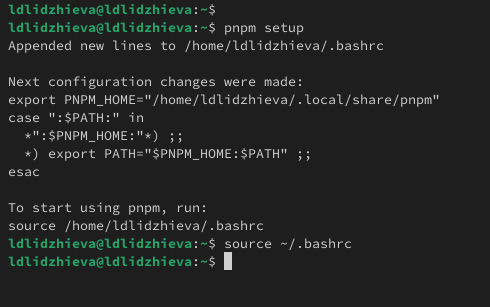 ldlidzhieva@ldlidzhieva:~$
ldlidzhieva@ldlidzhieva:~$ pnpm setup
Appended new lines to /home/ldlidzhieva/.bashrc

Next configuration changes were made:
export PNPM_HOME="/home/ldlidzhieva/.local/share/pnpm"
case ":$PATH:" in
  *":$PNPM_HOME:"*) ;;
  *) export PATH="$PNPM_HOME:$PATH" ;;
esac

To start using pnpm, run:
source /home/ldlidzhieva/.bashrc
ldlidzhieva@ldlidzhieva:~$ source ~/.bashrc
ldlidzhieva@ldlidzhieva:~$